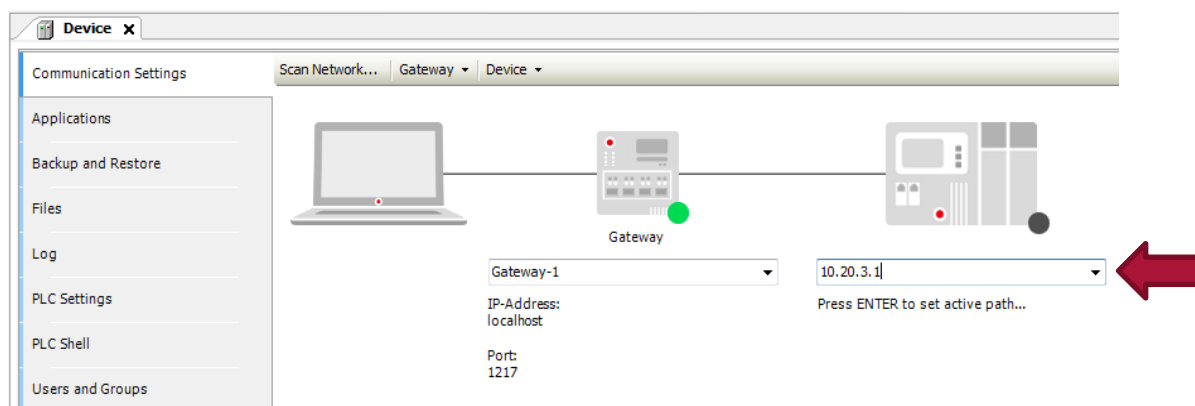 Device x
Communication Settings
Scan Network... Gateway Device
Applications
Backup and Restore
Files
Log
PLC Settings
PLC Shell
Users and Groups
Gateway
Gateway-1
10.20.3.1
IP-Address:
localhost
Press ENTER to set active path...
Port:
1217